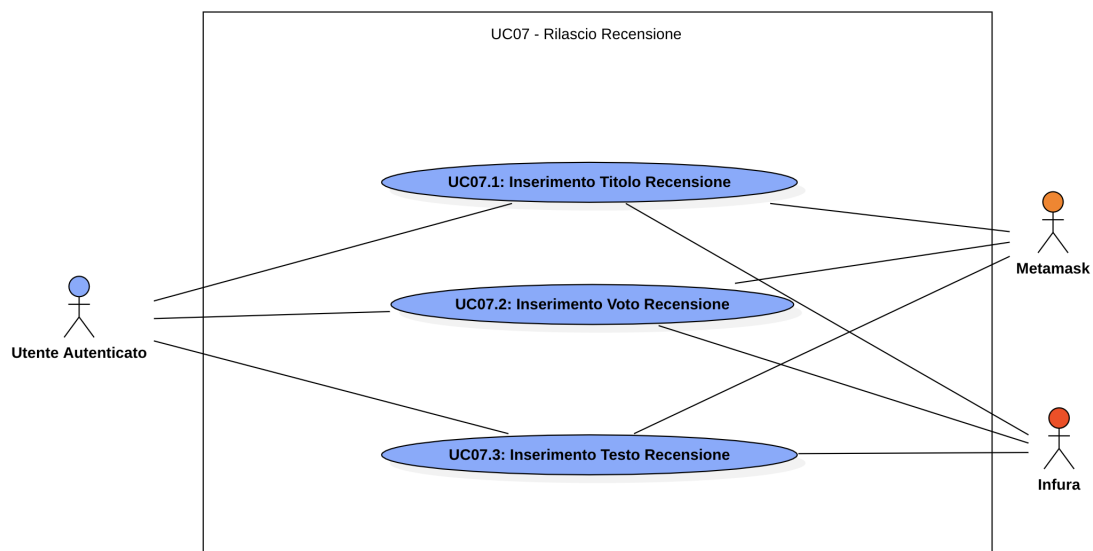 UC07 - Rilascio Recensione
UC07.1: Inserimento Titolo Recensione
Metamask
UC07.2: Inserimento Voto Recensione
Utente Autenticato
UC07.3: Inserimento Testo Recensione
Infura